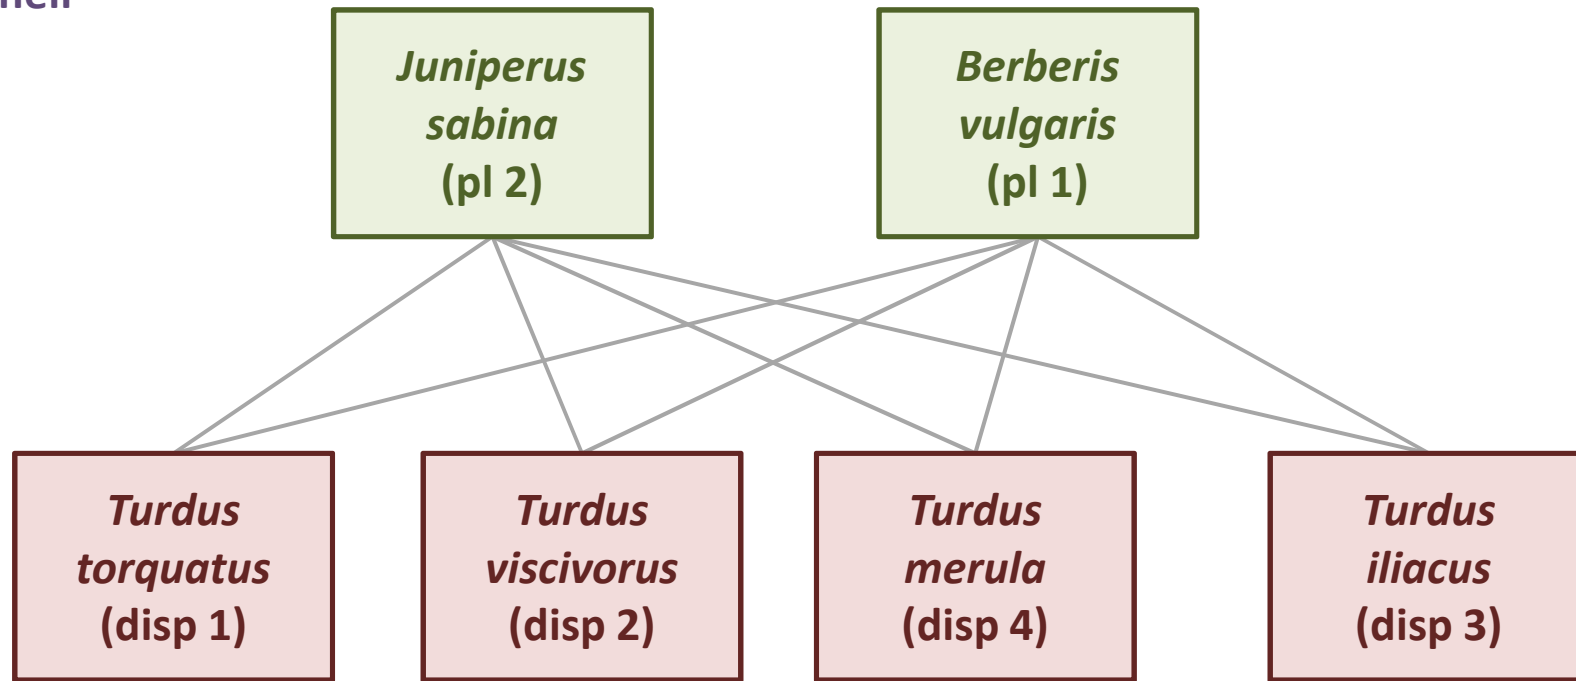 Juniperus
sabina
(pl 2)
Berberis
vulgaris
(pl 1)
Turdus
torquatus
(disp 1)
Turdus
viscivorus
(disp 2)
Turdus
merula
(disp 4)
Turdus
iliacus
(disp 3)